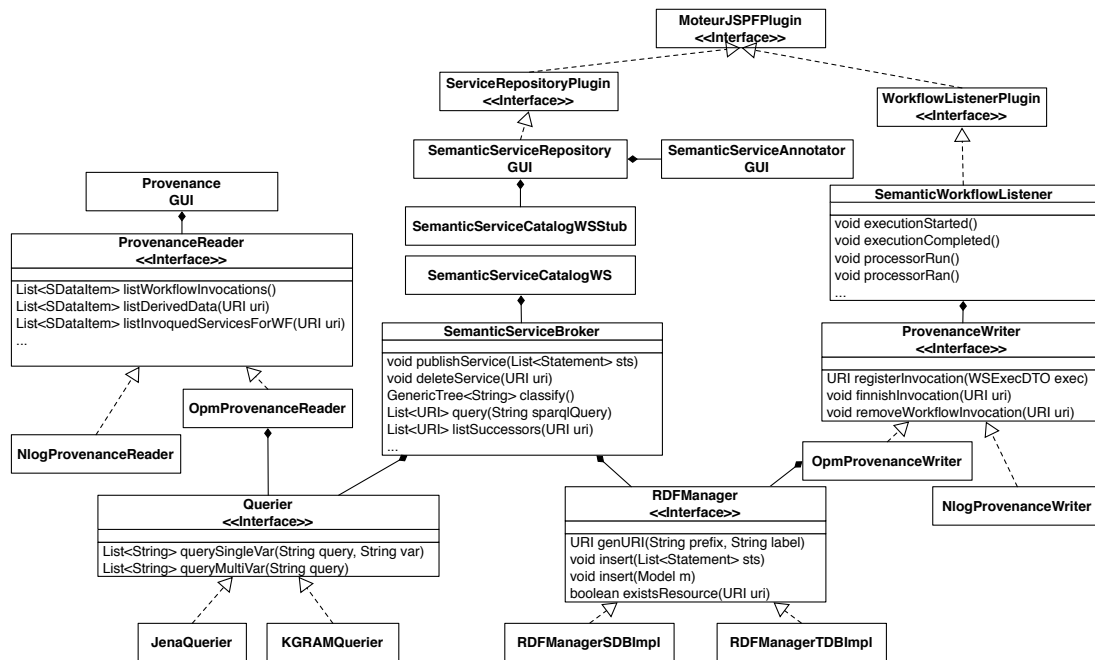 MoteurJSPFPlugin
<<Interface>>
ServiceRepositoryPlugin
<<Interface>>
WorkflowListenerPlugin
<<Interface>>
SemanticServiceRepository
GUI
SemanticServiceAnnotator
GUI
Provenance
GUI
SemanticServiceCatalogWSStub
SemanticWorkflowListener
void executionStarted()
void executionCompleted()
void processorRun()
void processorRan()
...
ProvenanceReader
<<Interface>>
List<SDataItem> listWorkflowInvocations()
List<SDataItem> listDerivedData(URI uri)
List<SDataItem> listInvoquedServicesForWF(URI uri)
...
SemanticServiceCatalogWS
SemanticServiceBroker
void publishService(List<Statement> sts)
void deleteService(URI uri)
GenericTree<String> classify()
List<URI> query(String sparqlQuery)
List<URI> listSuccessors(URI uri)
...
ProvenanceWriter
<<Interface>>
URI registerInvocation(WSExecDTO exec)
void finnishInvocation(URI uri)
void removeWorkflowInvocation(URI uri)
OpmProvenanceReader
NlogProvenanceReader
OpmProvenanceWriter
NlogProvenanceWriter
Querier
<<Interface>>
List<String> querySingleVar(String query, String var)
List<String> queryMultiVar(String query)
RDFManager
<<Interface>>
URI genURI(String prefix, String label)
void insert(List<Statement> sts)
void insert(Model m)
boolean existsResource(URI uri)
JenaQuerier
KGRAMQuerier
RDFManagerSDBImpl
RDFManagerTDBImpl